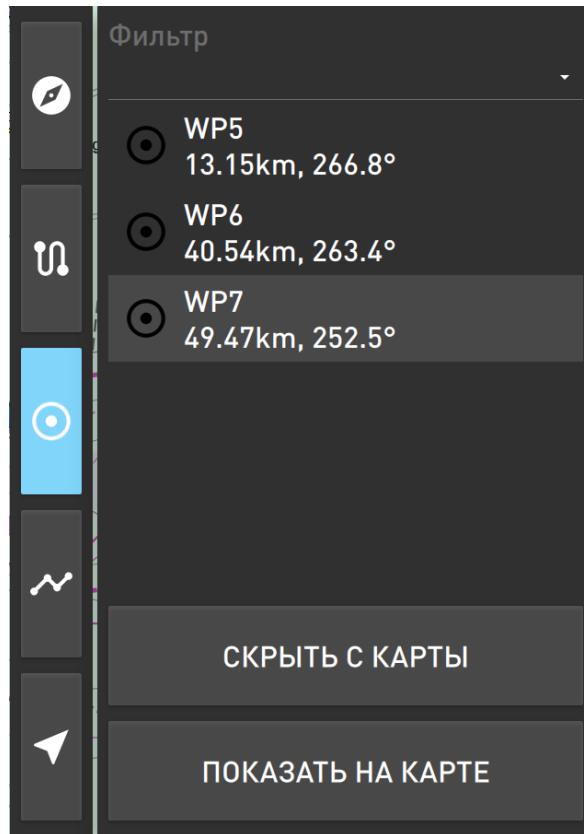 Фильтр
WP5
13.15km, 266.8°
WP6
40.54km, 263.4°
WP7
49.47km, 252.5°
СКРЫТЬ С КАРТЫ
ПОКАЗАТЬ НА КАРТЕ